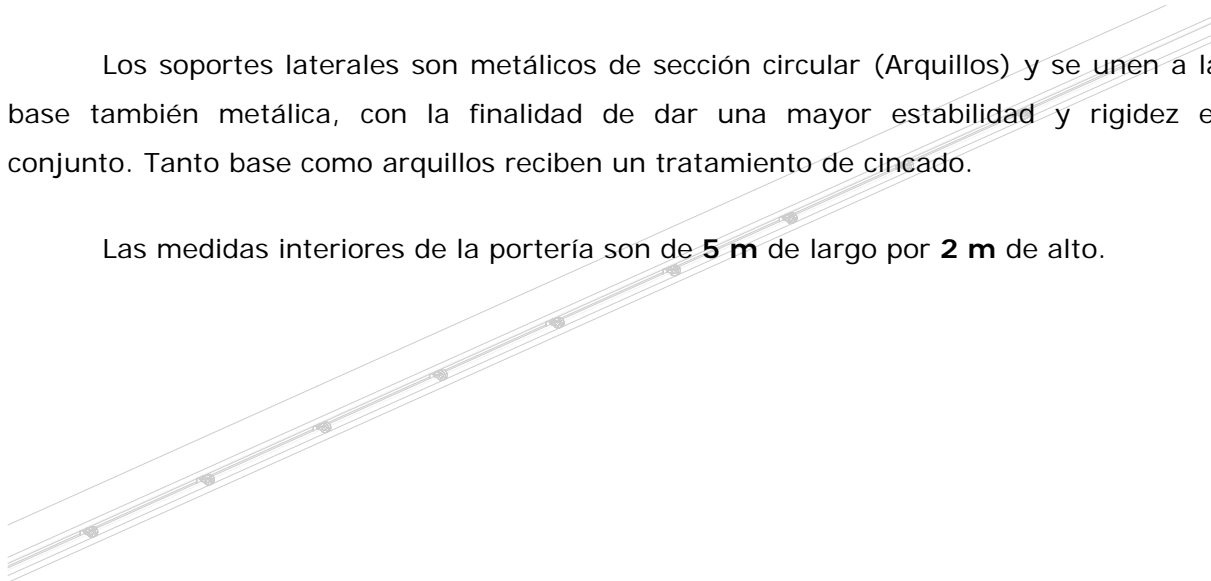 Los soportes laterales son metálicos de sección circular (Arquillos) y se unen a la
base también metálica, con la finalidad de dar una mayor estabilidad y rigidez e
conjunto. Tanto base como arquillos reciben un tratamiento de cincado.
Las medidas interiores de la portería son de 5 m de largo por 2 m de alto.